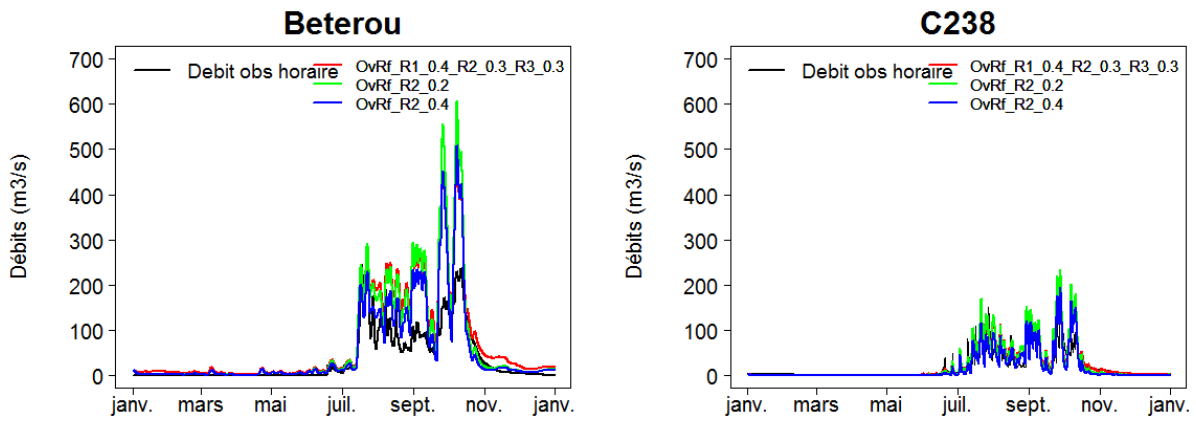 Beterou
Débits (m3/s)
700
600
500
400
300
200
100
0
Debit obs horaire
OvRf_R1_0.4_R2_0.3_R3_0.3
OvRf_R2_0.2
OvRf_R2_0.4
janv. mars mai juil. sept. nov. janv.
C238
Débits (m3/s)
700
600
500
400
300
200
100
0
Debit obs horaire
OvRf_R1_0.4_R2_0.3_R3_0.3
OvRf_R2_0.2
OvRf_R2_0.4
janv. mars mai juil. sept. nov. janv.